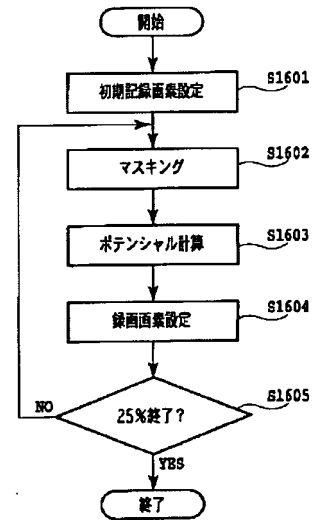 開始
初期記録画素設定
S1601
マスキング
S1602
ポテンシャル計算
S1603
録画画素設定
S1604
25%終了?
S1605
NO
YES
終了